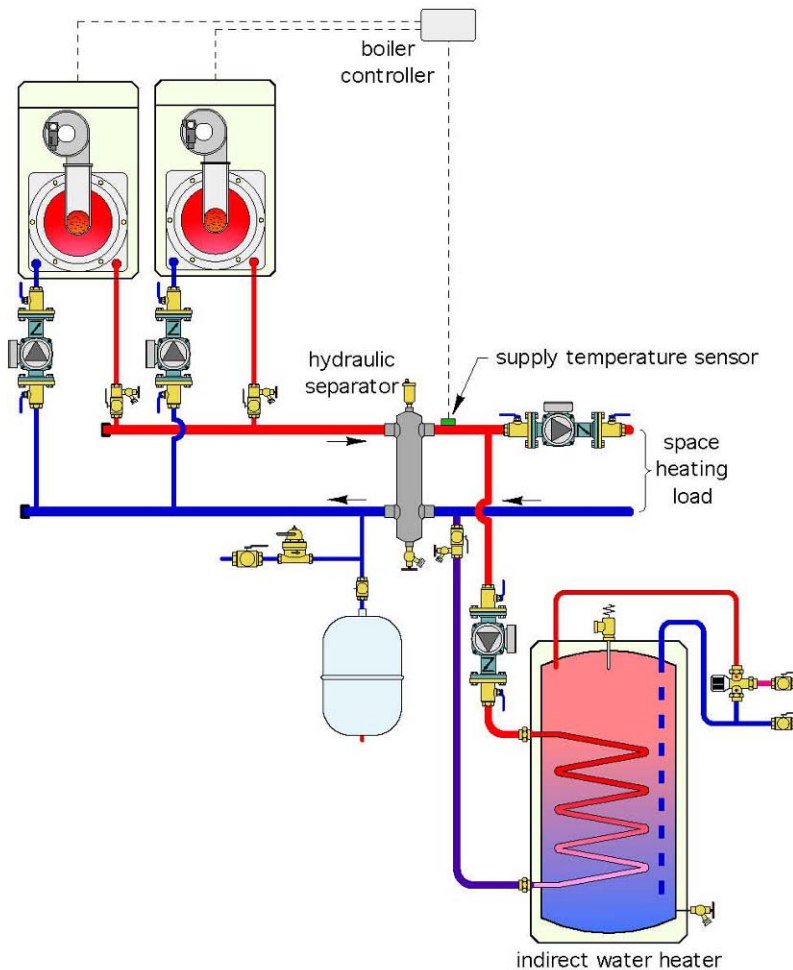 boiler
controller
hydraulic
separator
supply temperature sensor
space
heating
load
indirect water heater